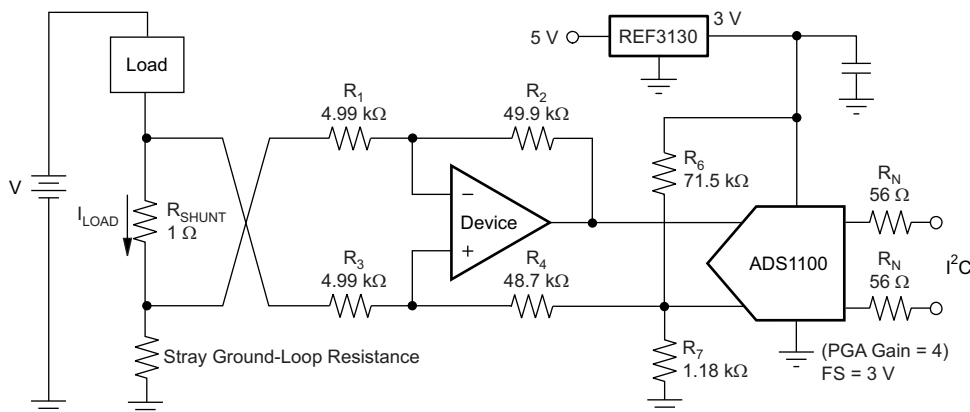 3 V
5 V
REF3130
Load
R1
4.99 kΩ
R2
49.9 kΩ
R6
71.5 kΩ
V
ILOAD
RSHUNT
1 Ω
−
Device
+
RN
56 Ω
ADS1100
I²C
R3
4.99 kΩ
R4
48.7 kΩ
RN
56 Ω
Stray Ground-Loop Resistance
R7
1.18 kΩ
(PGA Gain = 4)
FS = 3 V